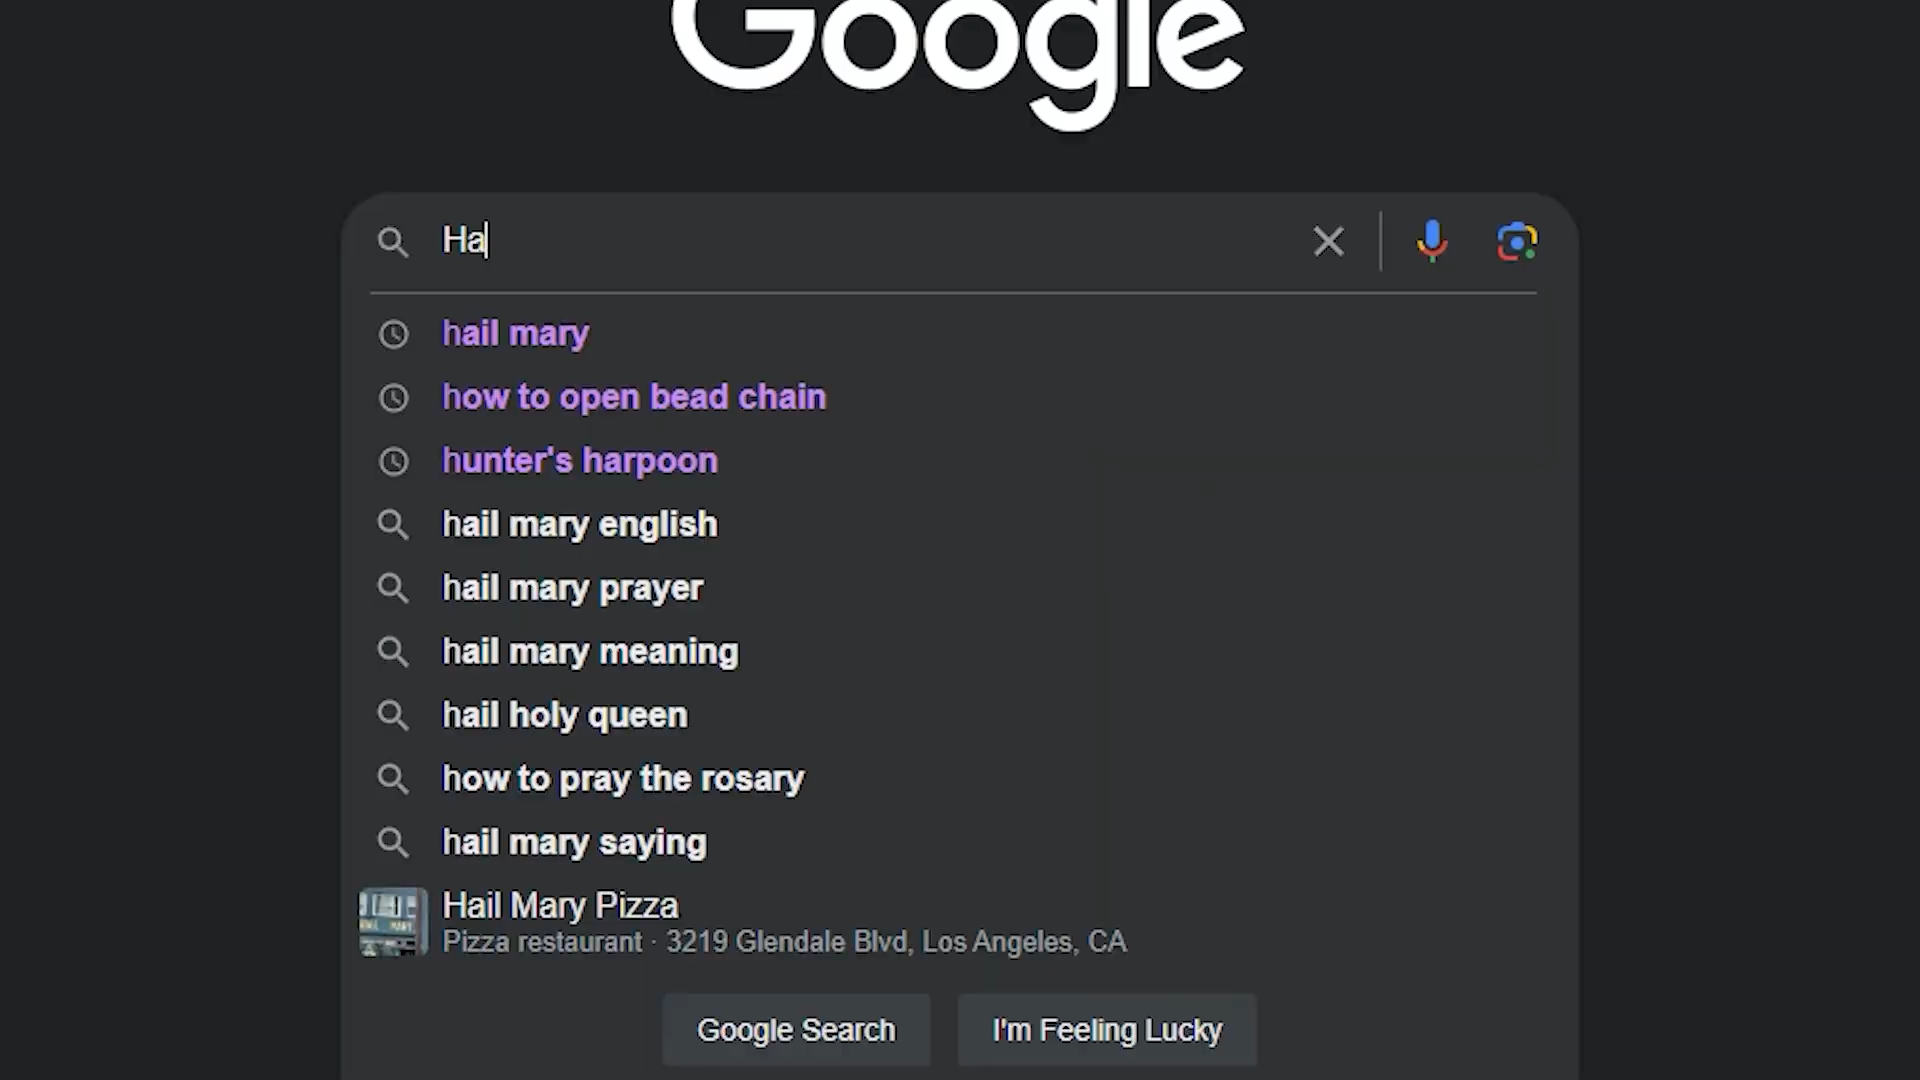 Google
Ha
hail mary
how to open bead chain
hunter's harpoon
hail mary english
hail mary prayer
hail mary meaning
hail holy queen
how to pray the rosary
hail mary saying
Hail Mary Pizza
Pizza restaurant · 3219 Glendale Blvd, Los Angeles, CA
Google Search
I'm Feeling Lucky